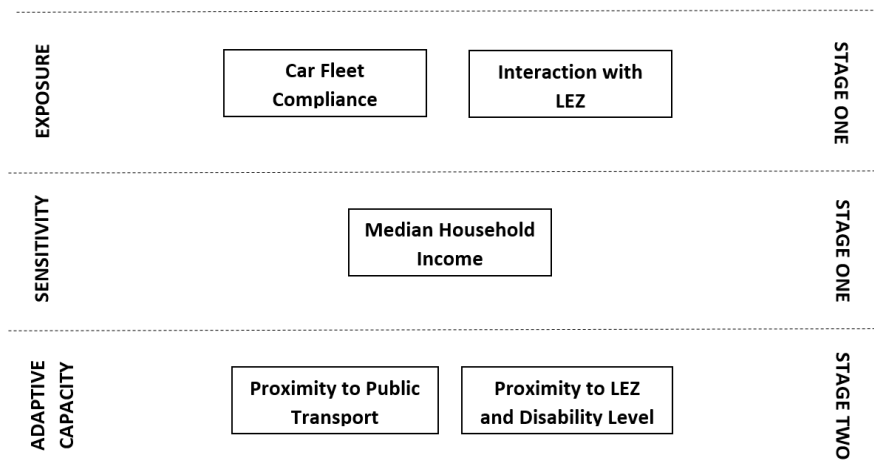 EXPOSURE
Car Fleet
Compliance
Interaction with
LEZ
STAGE ONE
SENSITIVITY
Median Household
Income
STAGE ONE
ADAPTIVE
CAPACITY
Proximity to Public
Transport
Proximity to LEZ
and Disability Level
STAGE TWO